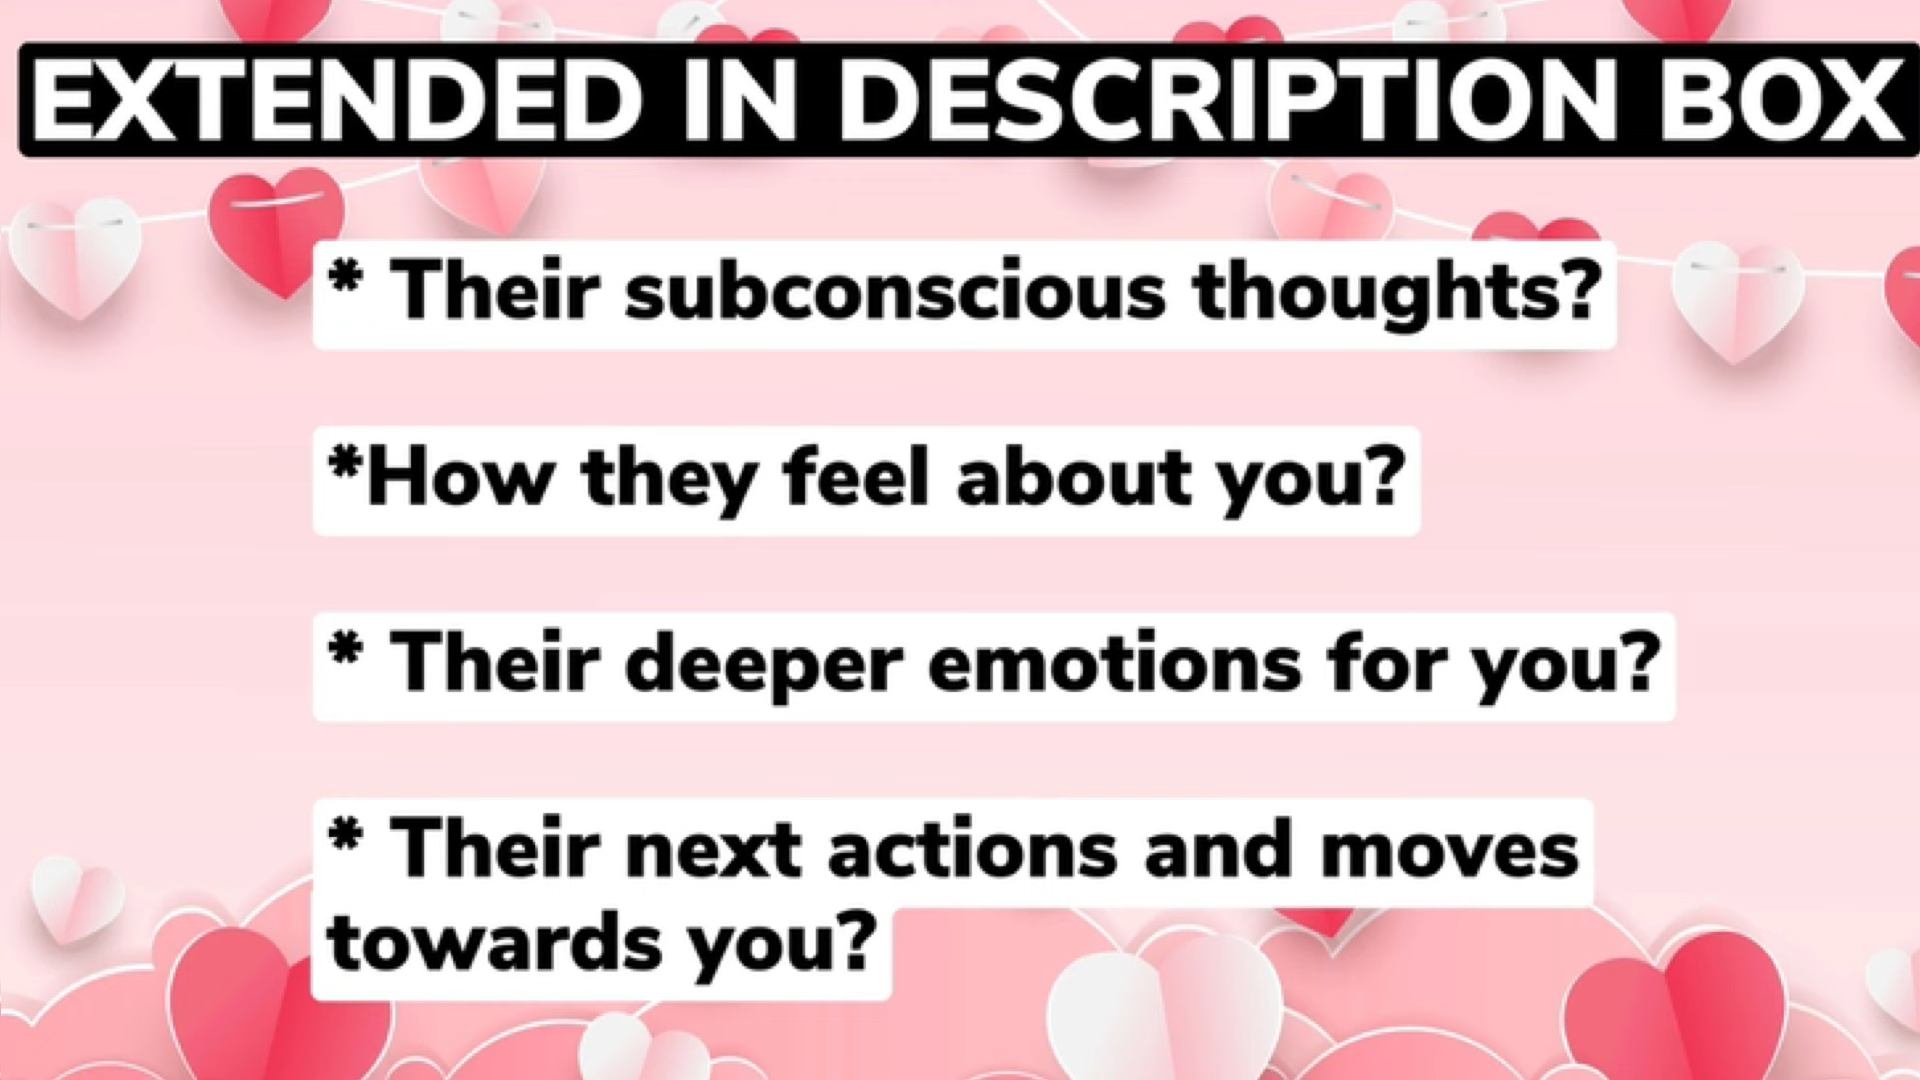 EXTENDED IN DESCRIPTION BOX
* Their subconscious thoughts?
*How they feel about you?
* Their deeper emotions for you?
* Their next actions and moves
towards you?